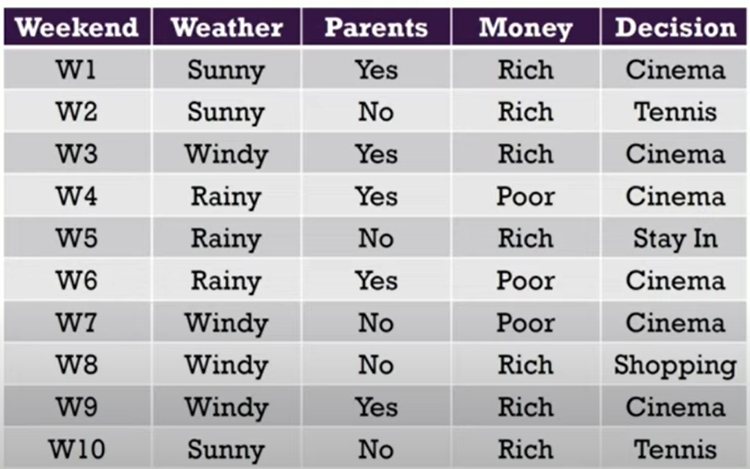 Weekend Weather Parents Money Decision
W1 Sunny Yes Rich Cinema
W2 Sunny No Rich Tennis
W3 Windy Yes Rich Cinema
W4 Rainy Yes Poor Cinema
W5 Rainy No Rich Stay In
W6 Rainy Yes Poor Cinema
W7 Windy No Poor Cinema
W8 Windy No Rich Shopping
W9 Windy Yes Rich Cinema
W10 Sunny No Rich Tennis